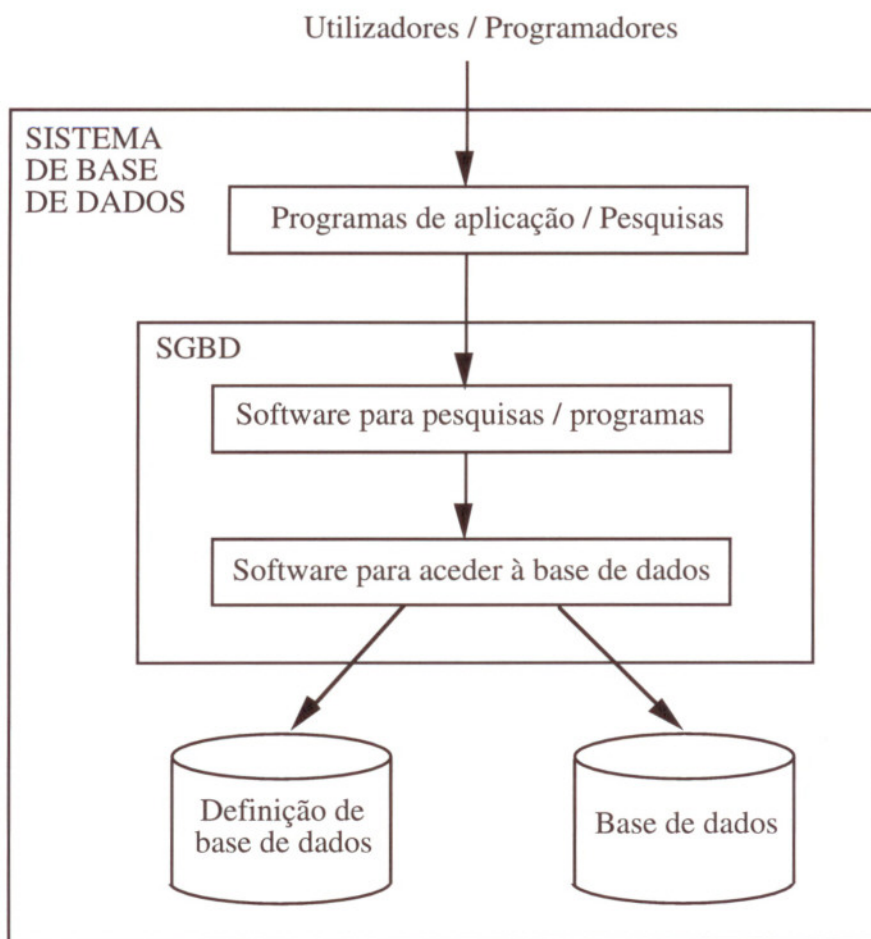 Utilizadores / Programadores
SISTEMA
DE BASE
DE DADOS
Programas de aplicação / Pesquisas
SGBD
Software para pesquisas / programas
Software para aceder à base de dados
Definição de
base de dados
Base de dados